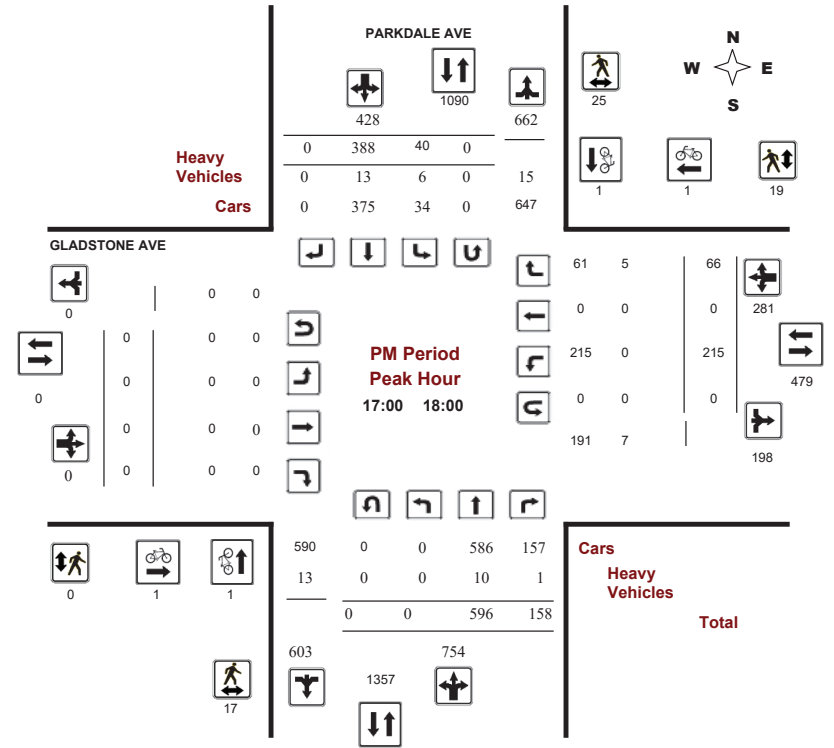 PARKDALE AVE
N
W E
S
1090
25
428 662
0 388 40 0
Heavy
Vehicles
0 13 6 0 15
Cars
0 375 34 0 647
1 1 19
GLADSTONE AVE
0
0 0
61 5 66
0 0 0 281
0 0 0
215 0 215
PM Period
Peak Hour
17:00 18:00
479
0
0 0 0
0 0 0
0 0 0
191 7
198
0
0 0 0
590 0 0 586 157
Cars
13 0 0 10 1
Heavy
Vehicles
0 0 596 158
Total
0 1 1
603 754
1357
17